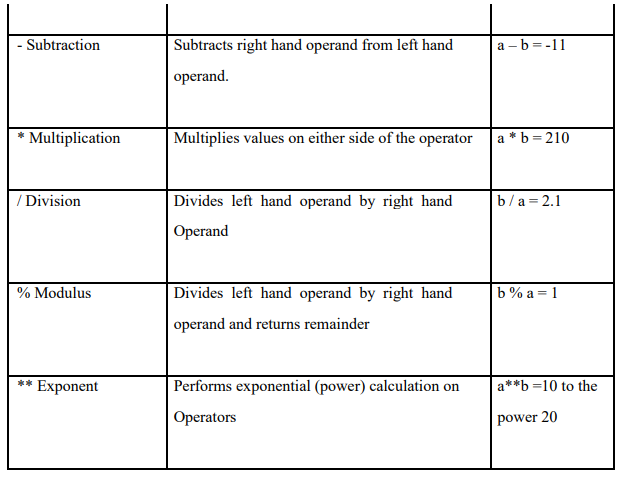 - Subtraction
Subtracts right hand operand from left hand
operand.
a – b = -11
* Multiplication
Multiplies values on either side of the operator
a * b = 210
/ Division
Divides left hand operand by right hand
Operand
b / a = 2.1
% Modulus
Divides left hand operand by right hand
operand and returns remainder
b % a = 1
** Exponent
Performs exponential (power) calculation on
Operators
a**b =10 to the
power 20